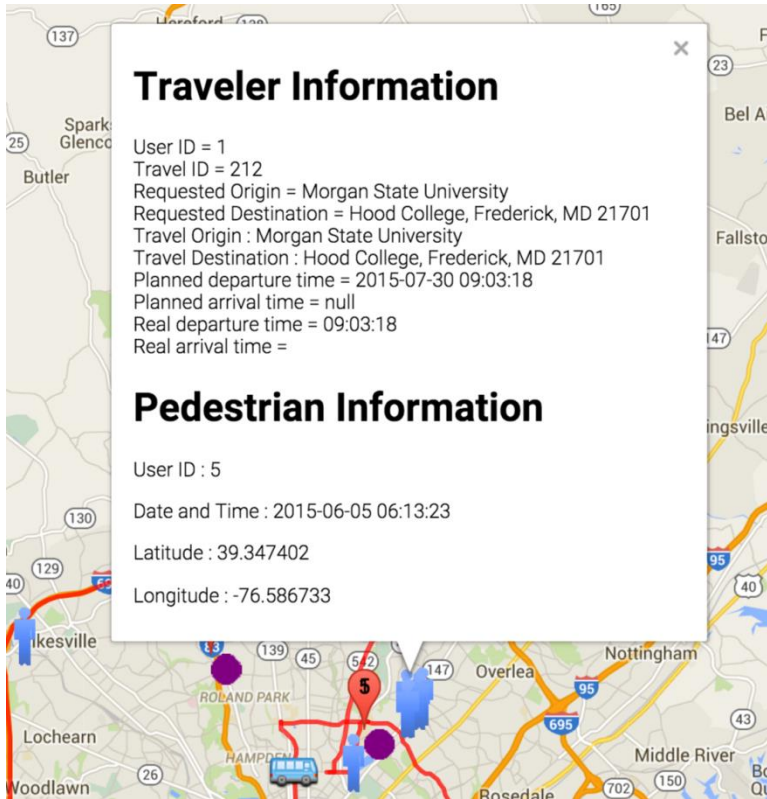 165
Hereford
137
×
23
Traveler Information
Bel A
Spark
25
Glenco
User ID = 1
Travel ID = 212
Butler
Requested Origin = Morgan State University
Requested Destination = Hood College, Frederick, MD 21701
Travel Origin : Morgan State University
Fallsto
Travel Destination : Hood College, Frederick, MD 21701
Planned departure time = 2015-07-30 09:03:18
Planned arrival time = null
Real departure time = 09:03:18
147
Real arrival time =
Pedestrian Information
ingsville
User ID : 5
Date and Time : 2015-06-05 06:13:23
130
Latitude : 39.347402
95
129
40
40
Longitude : -76.586733
ikesville
83
139
45
542
147
Overlea
Nottingham
95
5
ROLAND PARK
695
43
Lochearn
HAMPDEN
Middle River
26
Woodlawn
Rosedale
702
150
Bo
Qu